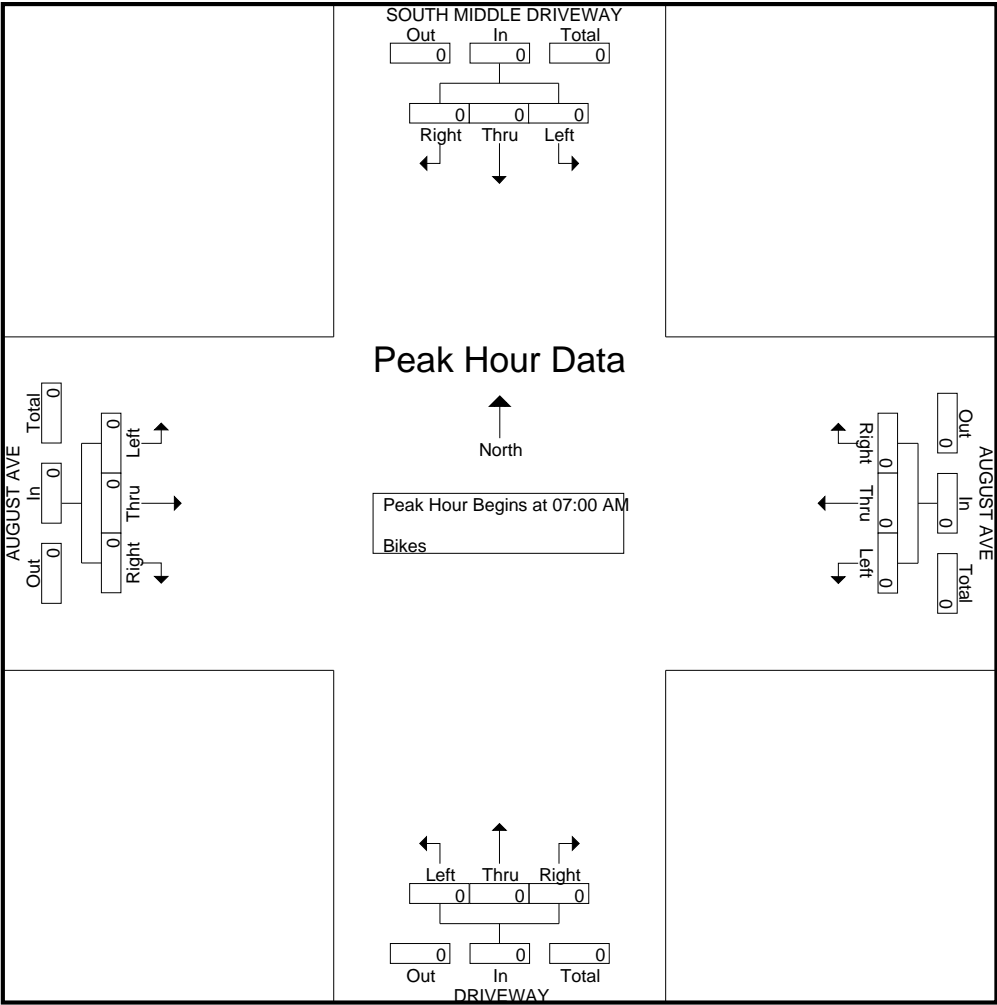 SOUTH MIDDLE DRIVEWAY
Out In Total
0 0 0
0 0 0
Right Thru Left
Peak Hour Data
North
Peak Hour Begins at 07:00 AM
Bikes
AUGUST AVE
Total In Out
0 0 0
0 0 0
Left Thru Right
AUGUST AVE
Out In Total
0 0 0
0 0 0
Right Thru Left
Left Thru Right
0 0 0
0 0 0
Out In Total
DRIVEWAY